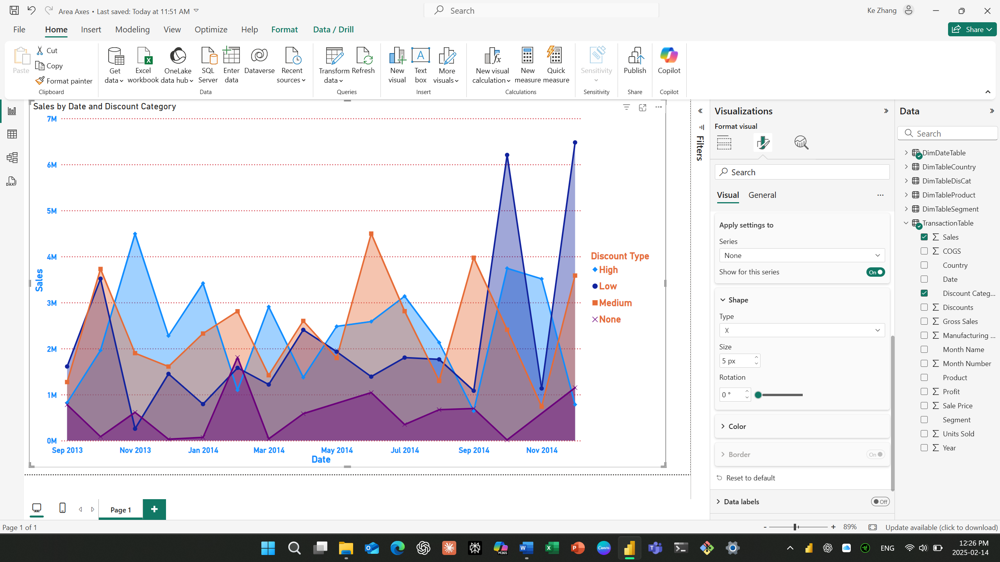 Area Axes • Last saved: Today at 11:51 AM
Search
Ke Zhang
File
Home
Insert
Modeling
View
Optimize
Help
Format
Data / Drill
Share
Paste
Cut
Copy
Format painter
Clipboard
Get data
Excel workbook
OneLake data hub
SQL Server
Enter data
Dataverse
Recent sources
Data
Transform data
Refresh
Queries
New visual
Text box
More visuals
Insert
New visual calculation
New measure
Quick measure
Calculations
Sensitivity
Sensitivity
Publish
Share
Copilot
Copilot
DAX
Sales by Date and Discount Category
7M
6M
5M
4M
3M
2M
1M
0M
Sales
Sep 2013
Nov 2013
Jan 2014
Mar 2014
May 2014
Jul 2014
Sep 2014
Nov 2014
Date
Discount Type
High
Low
Medium
None
Filters
Visualizations
Format visual
Search
Visual
General
Apply settings to
Series
None
Show for this series
On
Shape
Type
X
Size
5 px
Rotation
0 °
Color
Border
On
Reset to default
Data labels
Off
Data
Search
DimDateTable
DimTableCountry
DimTableDisCat
DimTableProduct
DimTableSegment
TransactionTable
Sales
COGS
Country
Date
Discount Categ...
Discounts
Gross Sales
Manufacturing ...
Month Name
Month Number
Product
Profit
Sale Price
Segment
Units Sold
Year
Page 1
Page 1 of 1
- + 89%
Update available (click to download)
M365
Canva
ENG
12:26 PM
2025-02-14